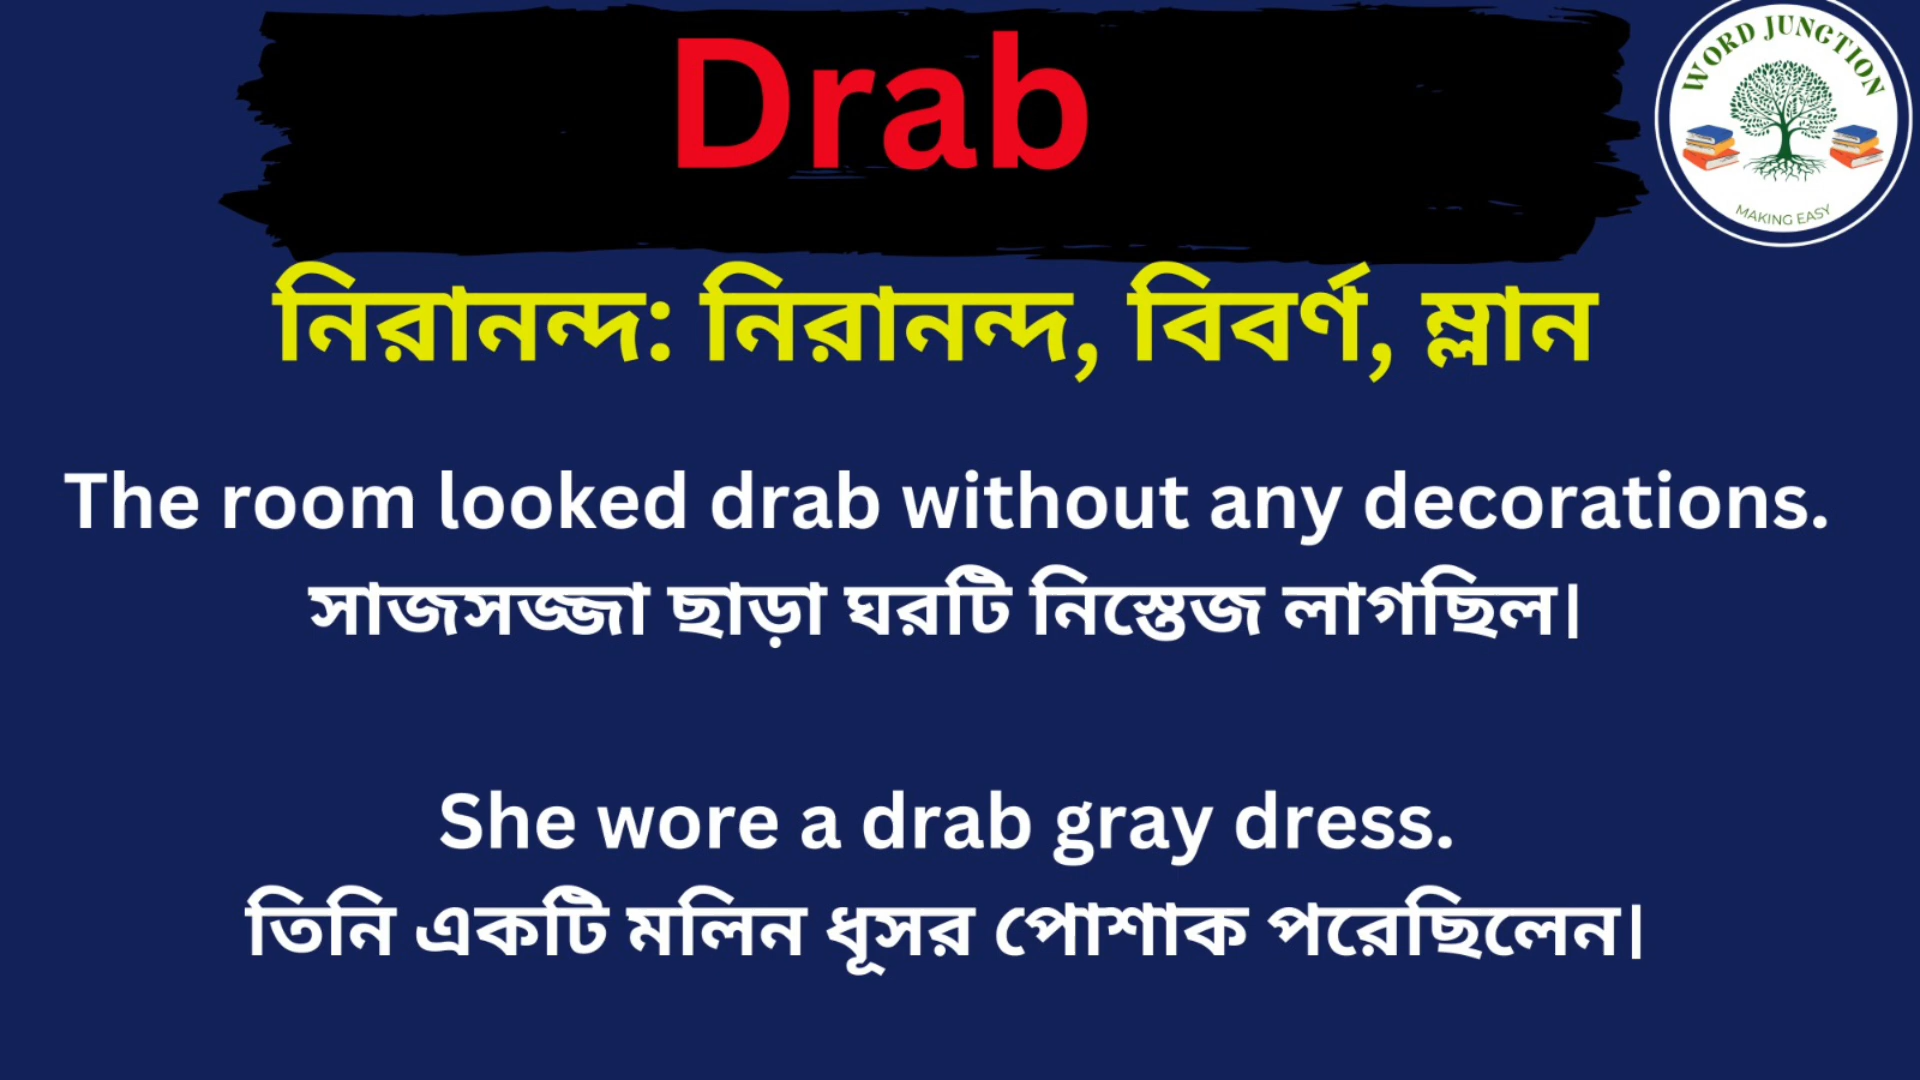 Drab
WORD JUNCTION
MAKING EASY
নিরানন্দ: নিরানন্দ, বিবর্ণ, ম্লান
The room looked drab without any decorations.
সাজসজ্জা ছাড়া ঘরটি নিস্তেজ লাগছিল।
She wore a drab gray dress.
তিনি একটি মলিন ধূসর পোশাক পরেছিলেন।